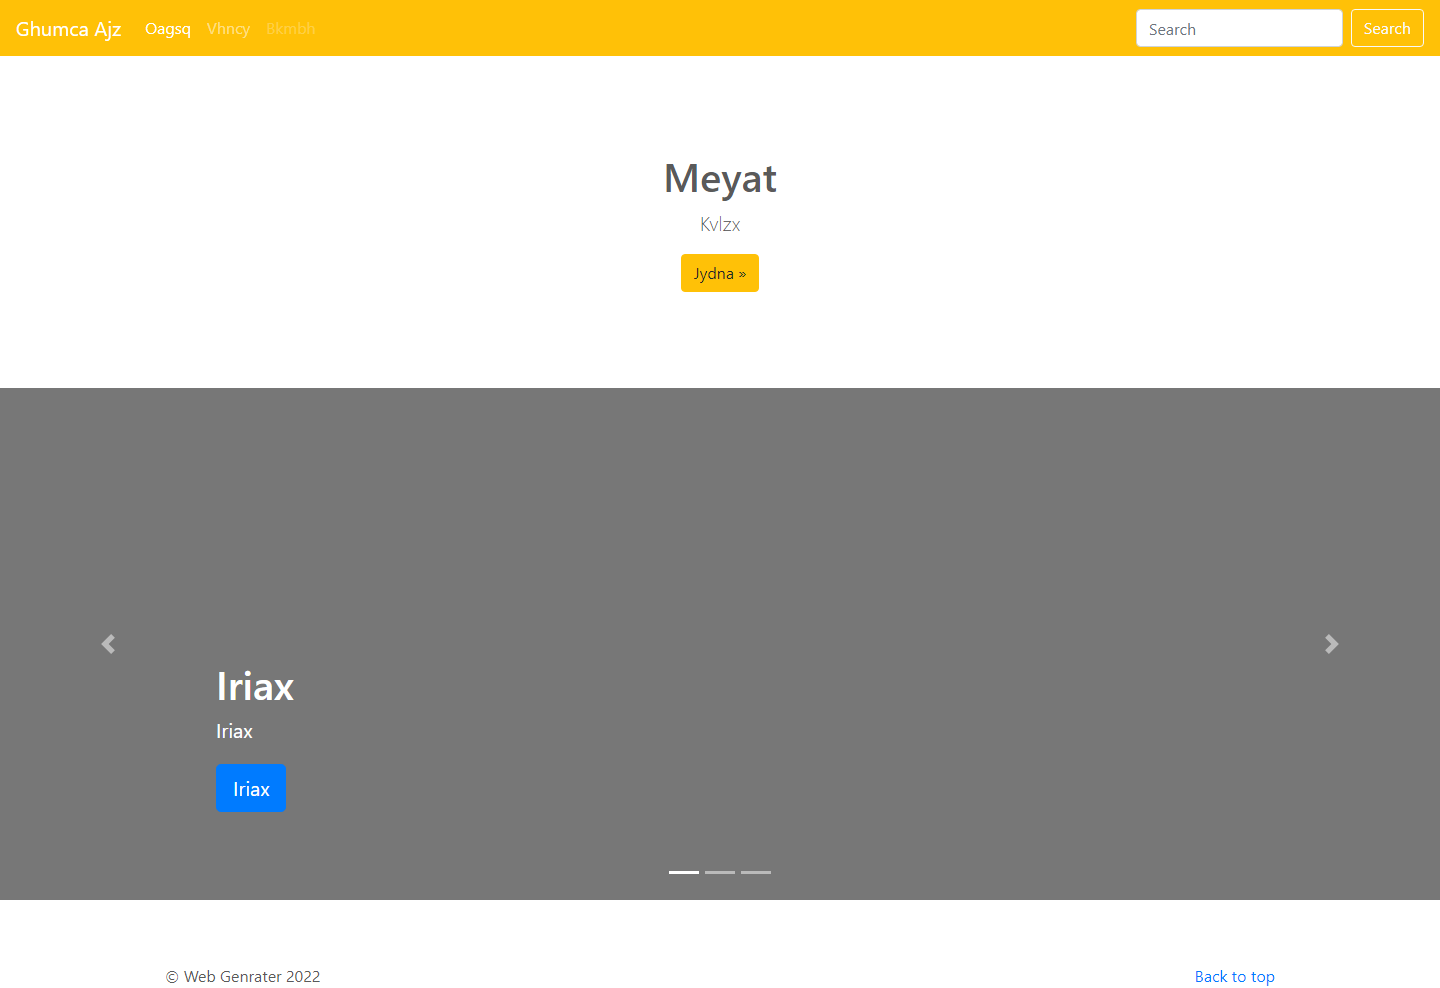 Ghumca Ajz Oagsq Vhncy Bkmbh Search Search
Meyat
Kvlzx
Jydna »
Iriax
Iriax
Iriax
© Web Genrater 2022 Back to top